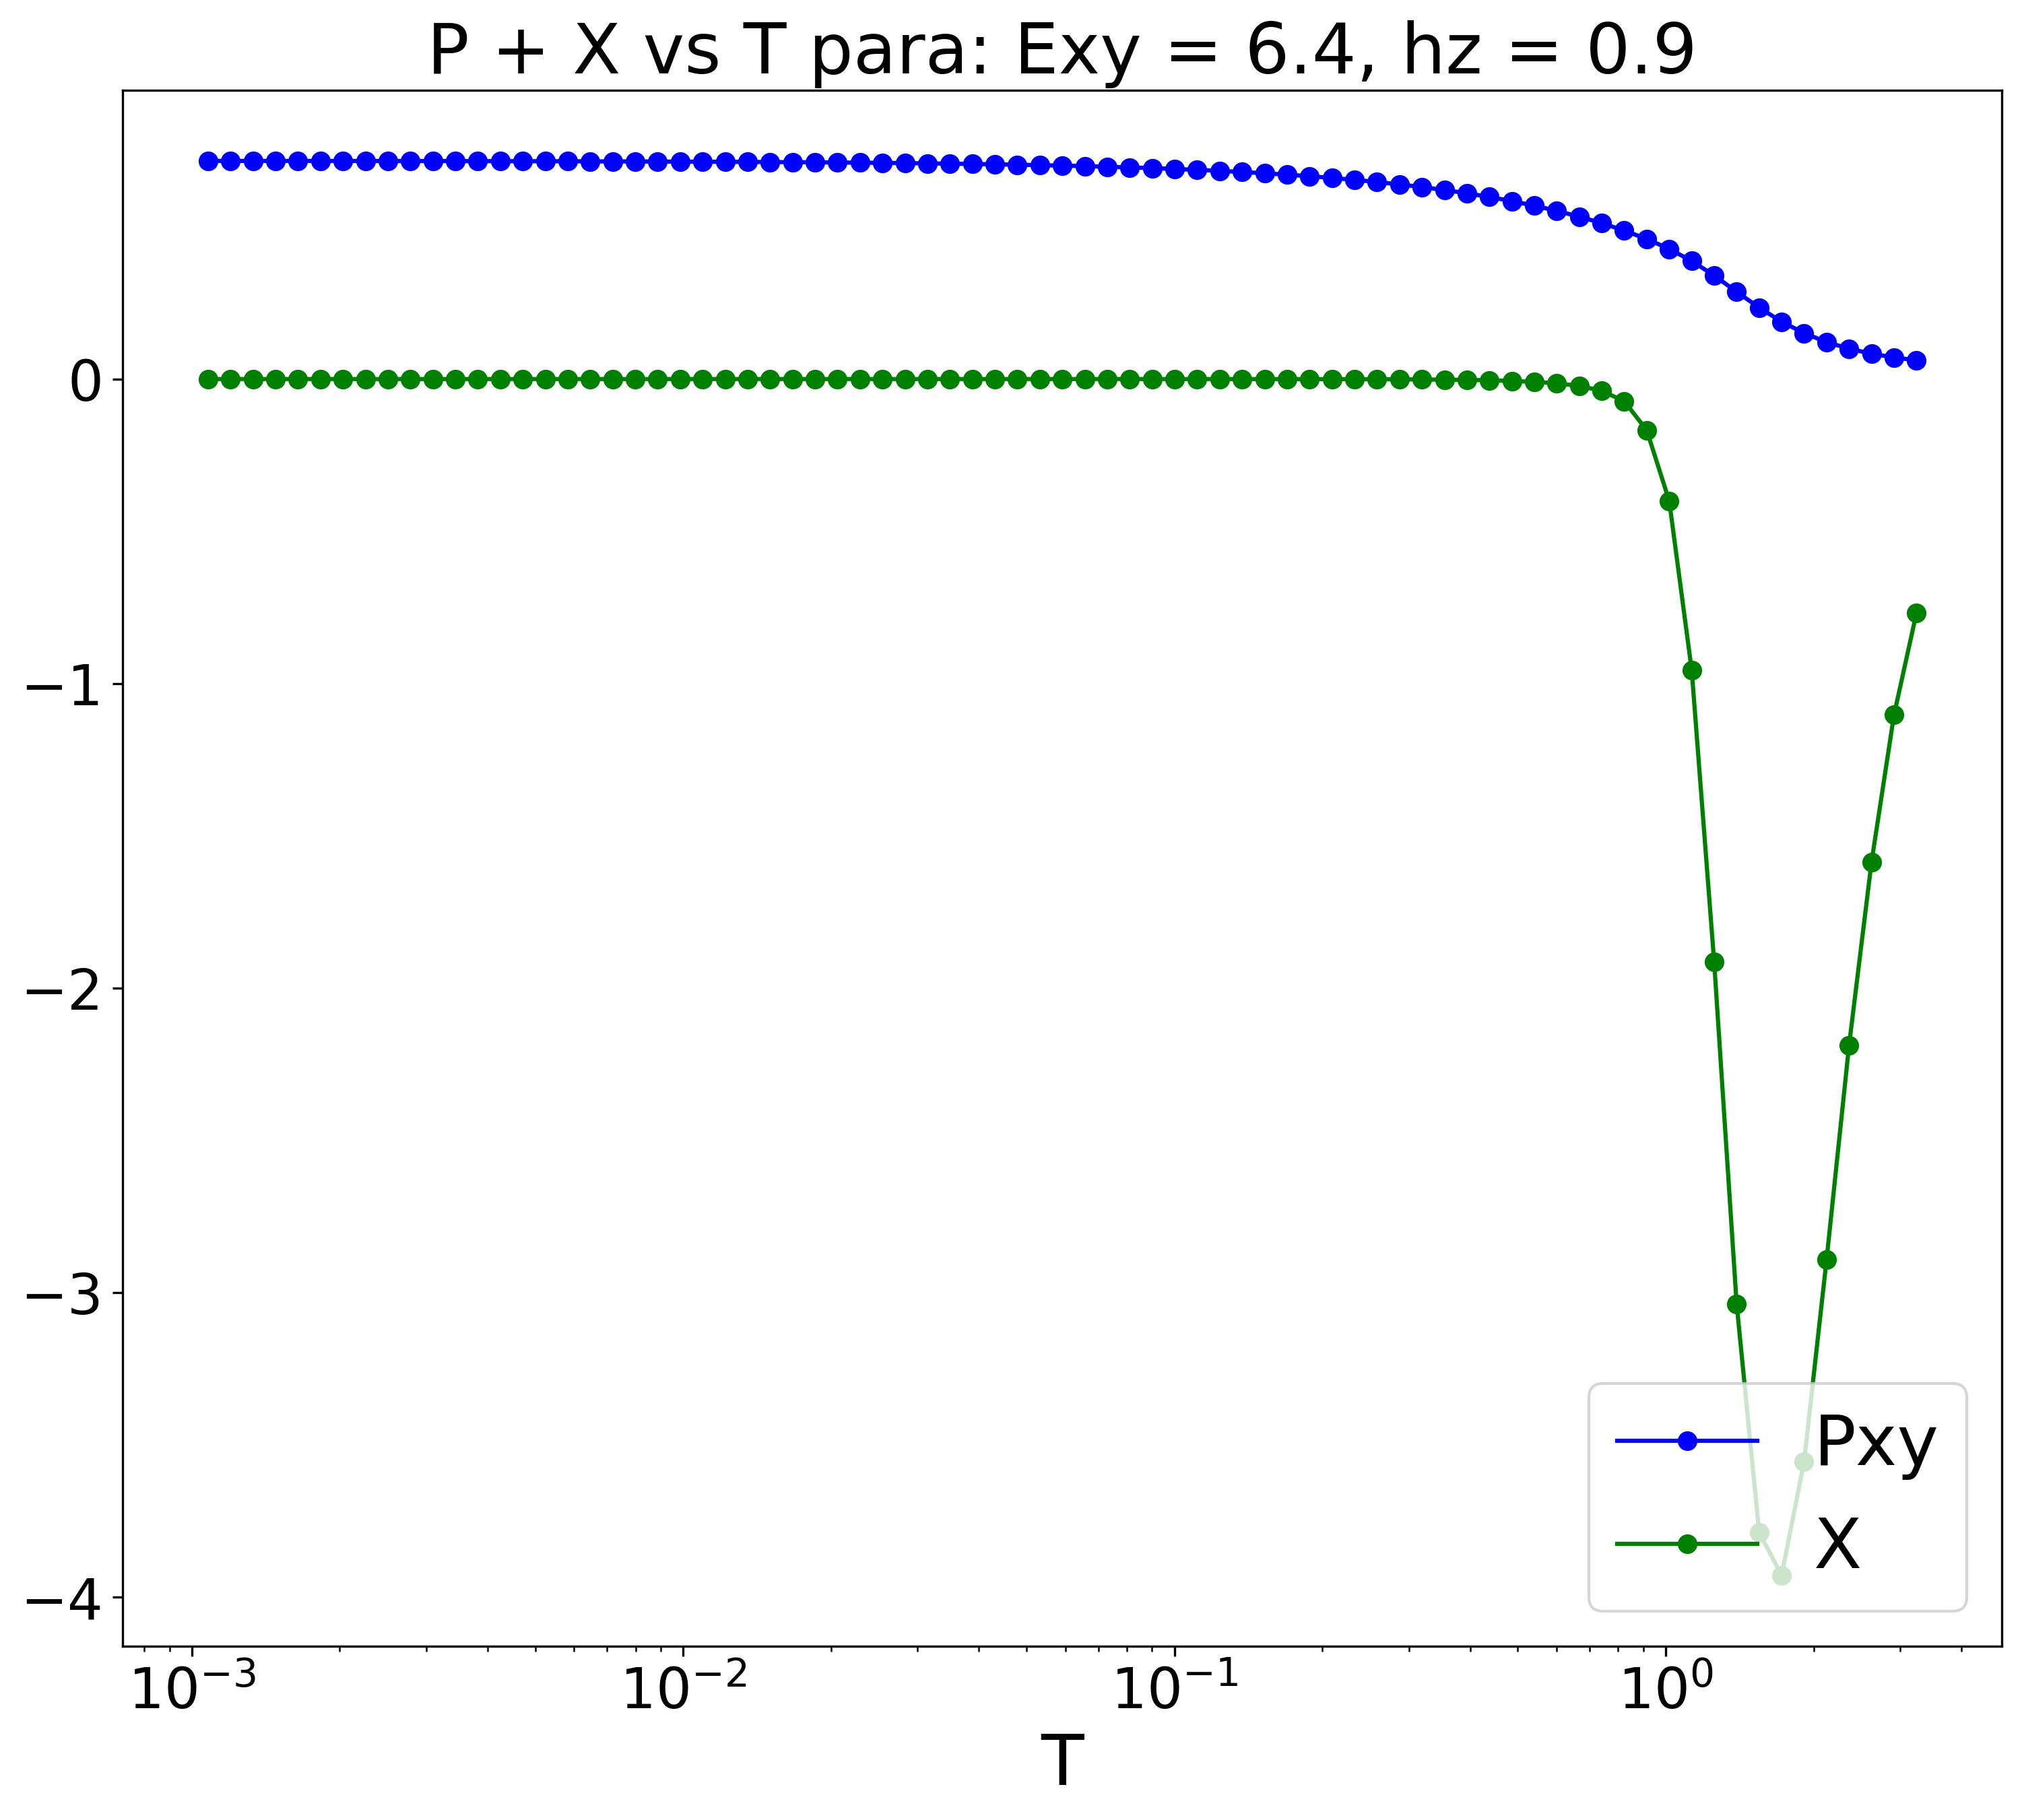 P + X vs T para: Exy = 6.4, hz = 0.9
0
−1
−2
−3
−4
Pxy
X
10⁻³ 10⁻² 10⁻¹ 10⁰
T